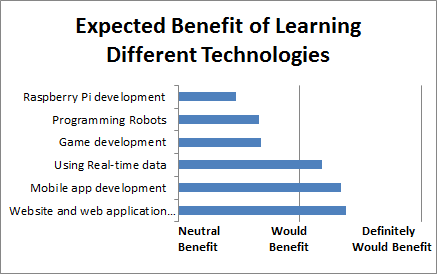 Expected Benefit of Learning
Different Technologies
Raspberry Pi development
Programming Robots
Game development
Using Real-time data
Mobile app development
Website and web application...
Neutral Would Definitely
Benefit Benefit Would Benefit